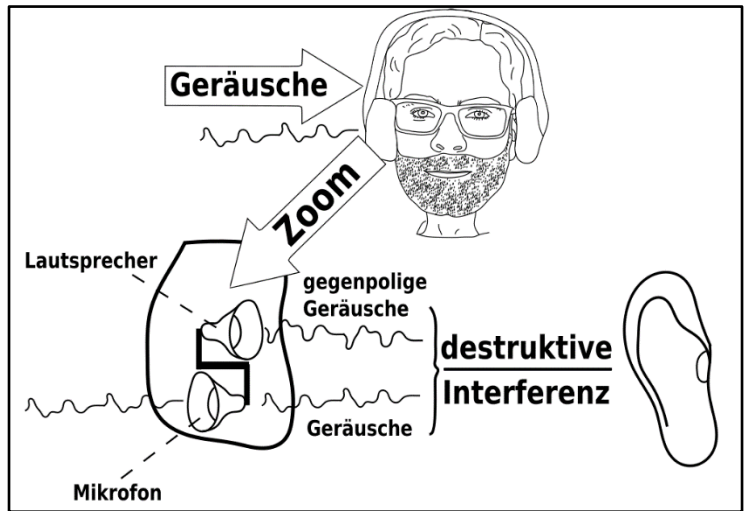 Geräusche
Zoom
Lautsprecher
gegenpolige
Geräusche
destruktive
Interferenz
Geräusche
Mikrofon